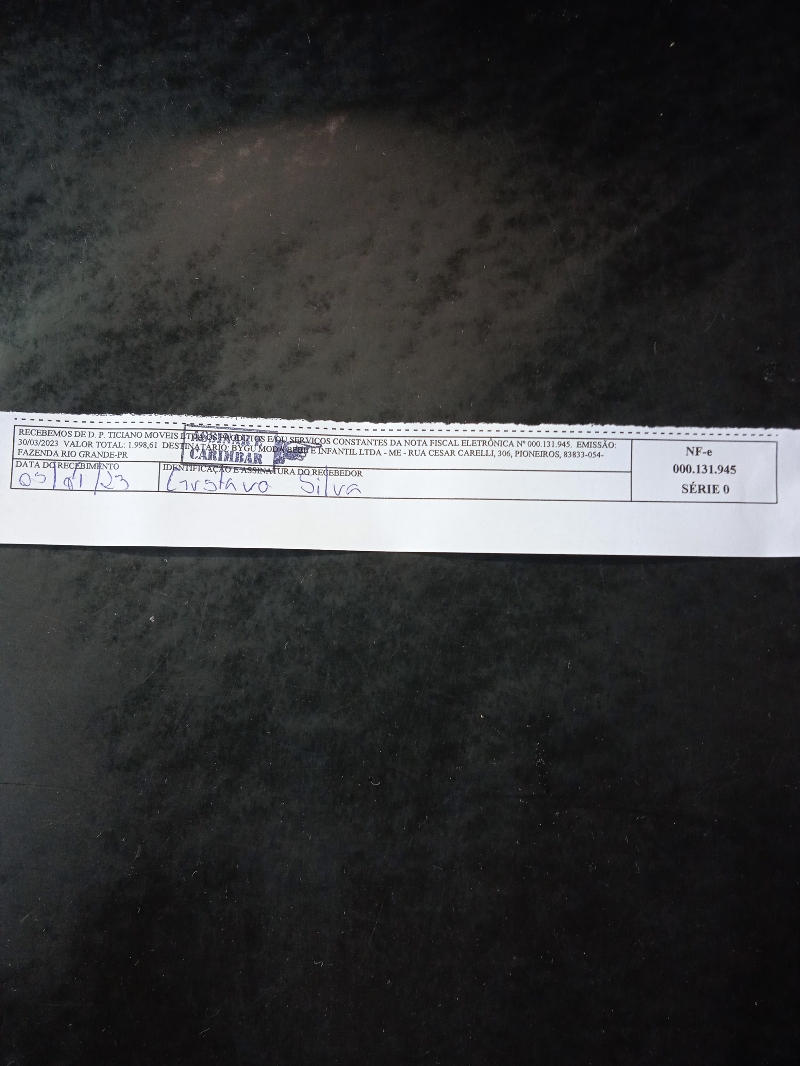 RECEBEMOS DE D. P. TICIANO MOVEIS LTDA OS PRODUTOS E/OU SERVIÇOS CONSTANTES DA NOTA FISCAL ELETRÔNICA Nº 000.131.945. EMISSÃO:
30/03/2023 VALOR TOTAL: 1.998,61 DESTINATÁRIO: BYGU MODA BEBE E INFANTIL LTDA - ME - RUA CESAR CARELLI, 306, PIONEIROS, 83833-054-
FAZENDA RIO GRANDE-PR
CARIMBAR
DATA DO RECEBIMENTO
IDENTIFICAÇÃO E ASSINATURA DO RECEBEDOR
Gustavo Silva
NF-e
000.131.945
SÉRIE 0